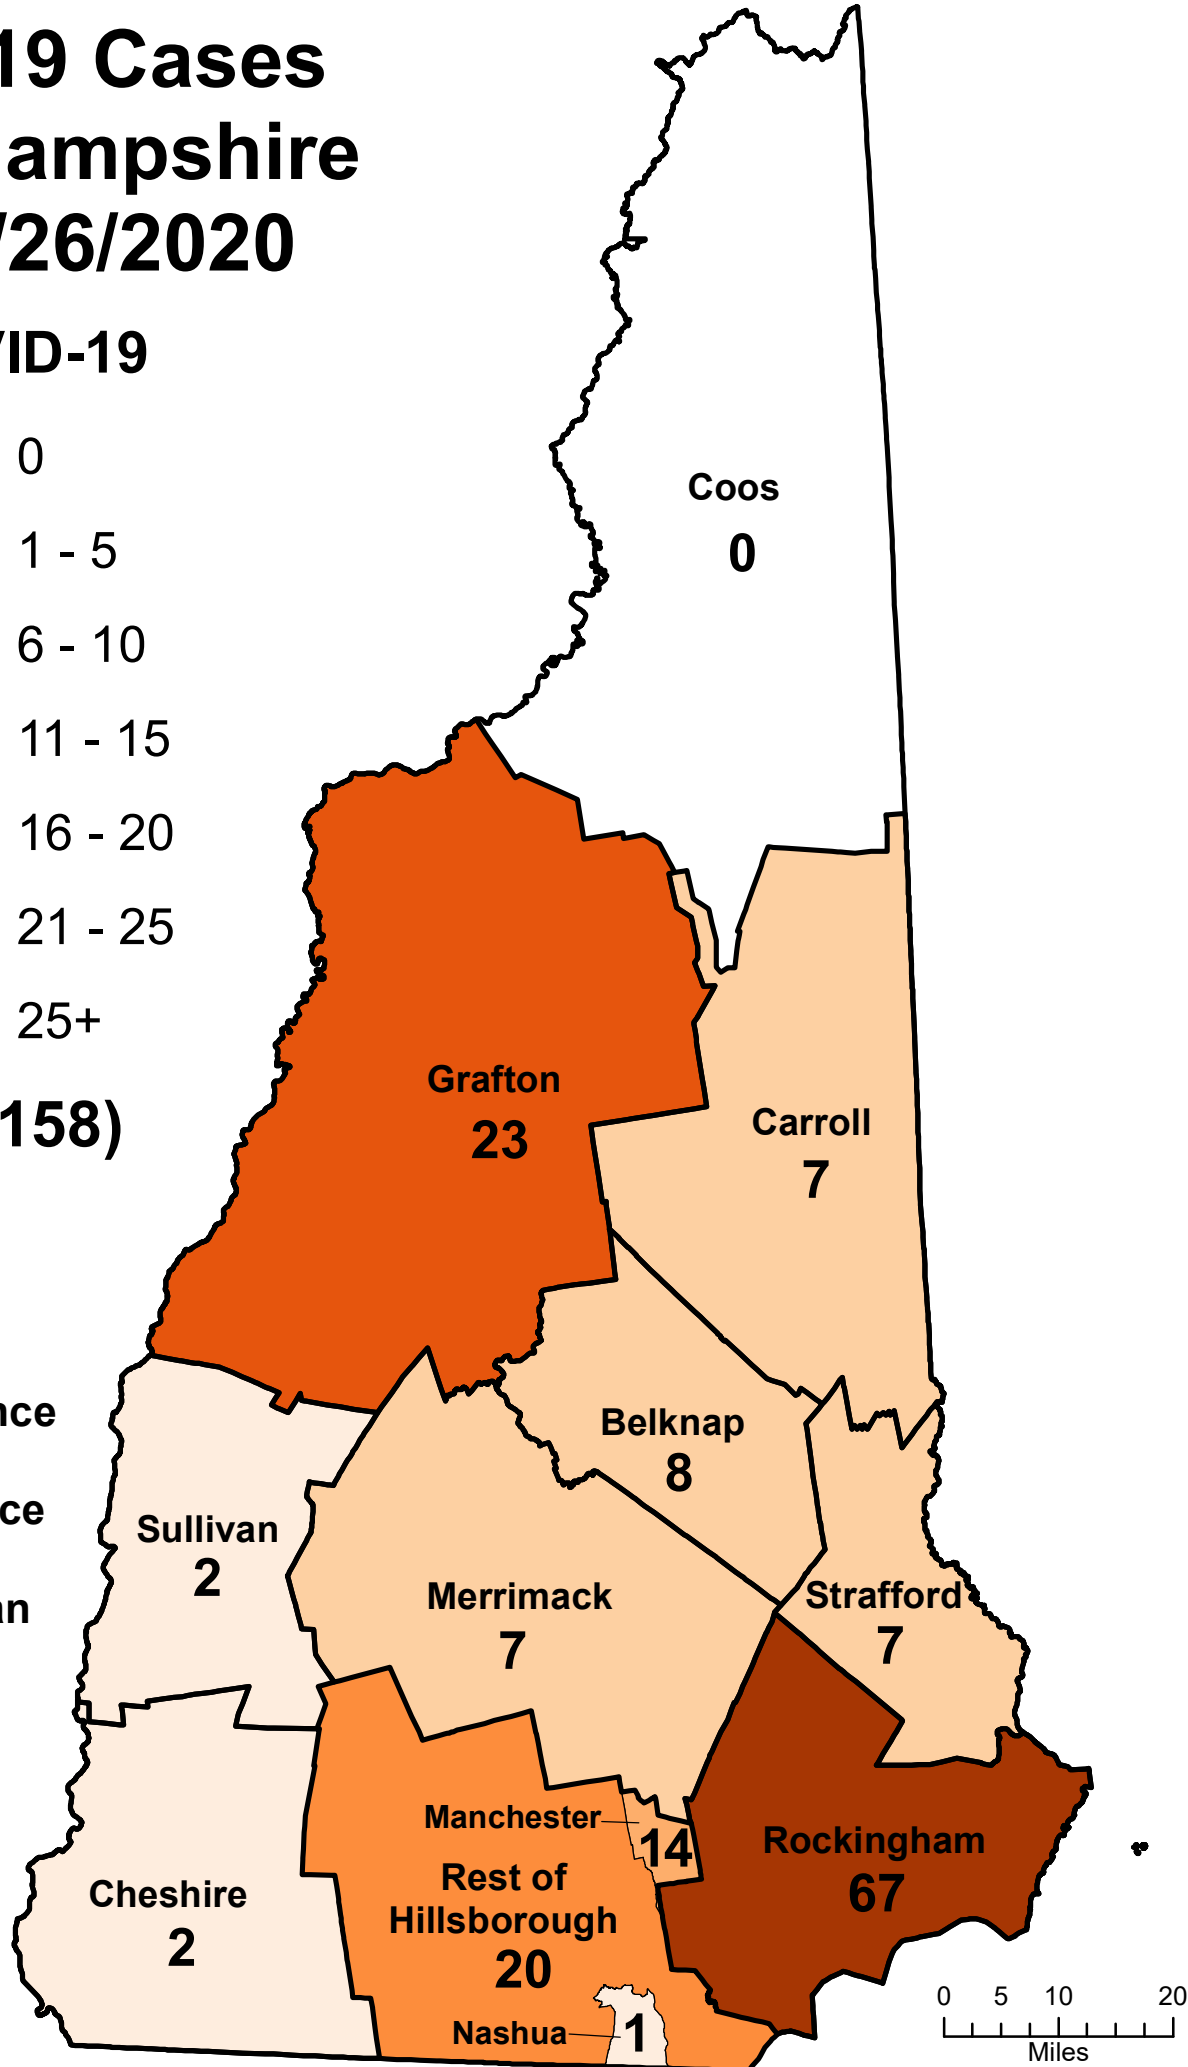 19 Cases
ampshire
/26/2020
ID-19
0
1 - 5
6 - 10
11 - 15
16 - 20
21 - 25
25+
158)
nce
ce
an
Coos
0
Grafton
23
Carroll
7
Belknap
8
Sullivan
2
Merrimack
7
Strafford
7
Manchester
14
Rockingham
67
Cheshire
2
Rest of
Hillsborough
20
Nashua
1
0 5 10 20
Miles